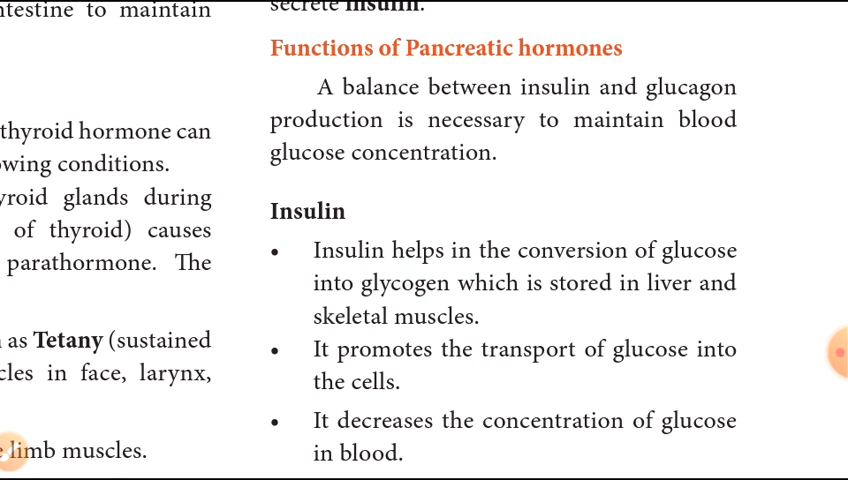 testine to maintain
thyroid hormone can
wing conditions.
yroid glands during
of thyroid) causes
parathormone. The
as Tetany (sustained
cles in face, larynx,
limb muscles.
secrete insulin.
Functions of Pancreatic hormones
A balance between insulin and glucagon
production is necessary to maintain blood
glucose concentration.
Insulin
• Insulin helps in the conversion of glucose
into glycogen which is stored in liver and
skeletal muscles.
• It promotes the transport of glucose into
the cells.
• It decreases the concentration of glucose
in blood.